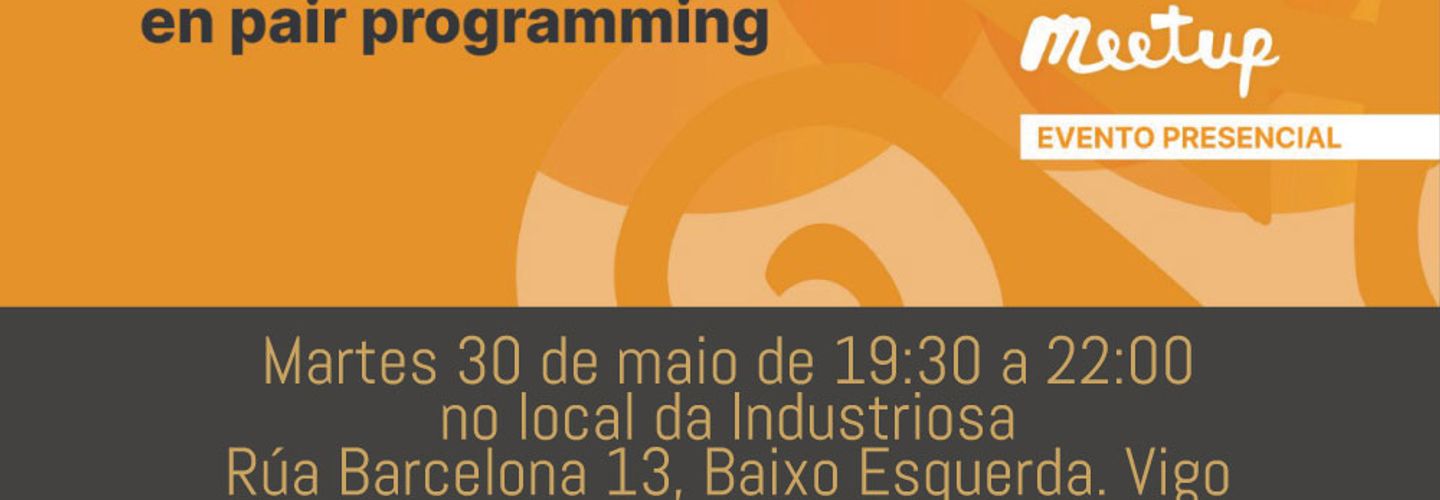 en pair programming
meetup
EVENTO PRESENCIAL
Martes 30 de maio de 19:30 a 22:00
no local da Industriosa
Rúa Barcelona 13, Baixo Esquerda. Vigo